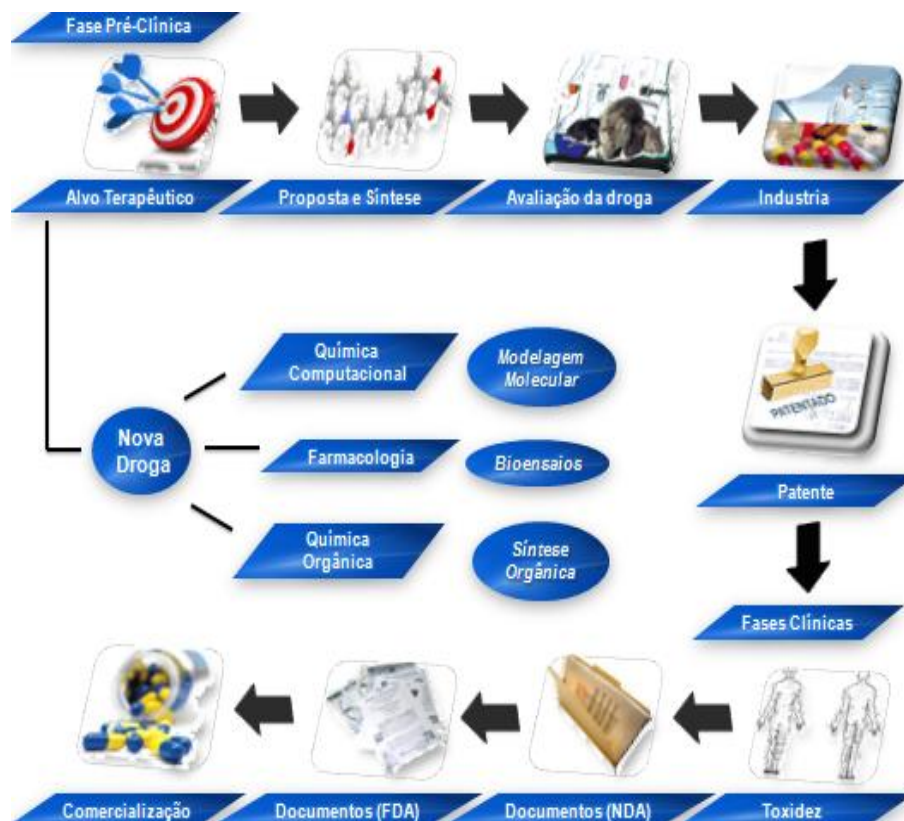 Fase Pré-Clínica
Alvo Terapêutico
Proposta e Síntese
Avaliação da droga
Industria
Química
Computacional
Modelagem
Molecular
Nova
Droga
Farmacologia
Bioensaios
Química
Orgânica
Síntese
Orgânica
PATENTADO
Patente
Fases Clínicas
Comercialização
Documentos (FDA)
Documentos (NDA)
Toxidez